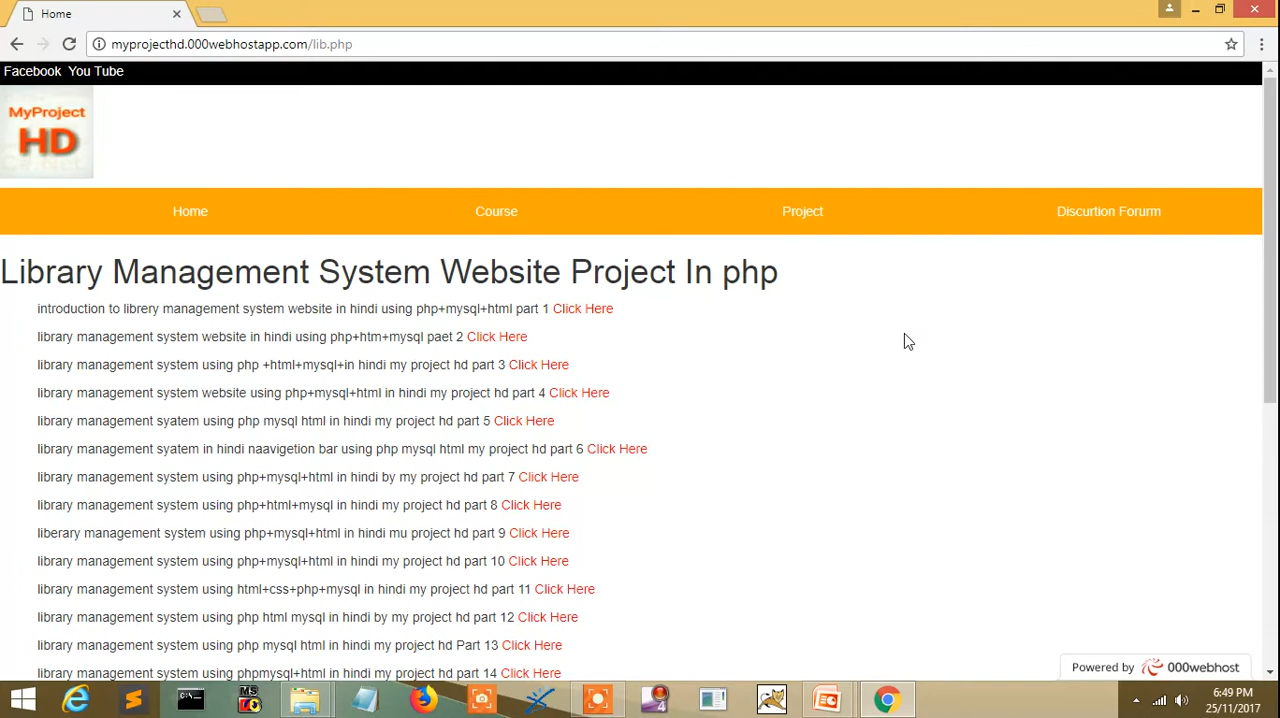 Home
myprojecthd.000webhostapp.com/lib.php
Facebook You Tube
MyProject
HD
Home Course Project Discurtion Forurm
Library Management System Website Project In php
introduction to librery management system website in hindi using php+mysql+html part 1 Click Here
library management system website in hindi using php+htm+mysql paet 2 Click Here
library management system using php +html+mysql+in hindi my project hd part 3 Click Here
library management system website using php+mysql+html in hindi my project hd part 4 Click Here
library management syatem using php mysql html in hindi my project hd part 5 Click Here
library management syatem in hindi naavigetion bar using php mysql html my project hd part 6 Click Here
library management system using php+mysql+html in hindi by my project hd part 7 Click Here
library management system using php+html+mysql in hindi my project hd part 8 Click Here
liberary management system using php+mysql+html in hindi mu project hd part 9 Click Here
library management system using php+mysql+html in hindi my project hd part 10 Click Here
library management system using html+css+php+mysql in hindi my project hd part 11 Click Here
library management system using php html mysql in hindi by my project hd part 12 Click Here
library management system using php mysql html in hindi my project hd Part 13 Click Here
library management system using phpmysql+html in hindi my project hd part 14 Click Here
Powered by 000webhost
MS
4
6:49 PM
25/11/2017